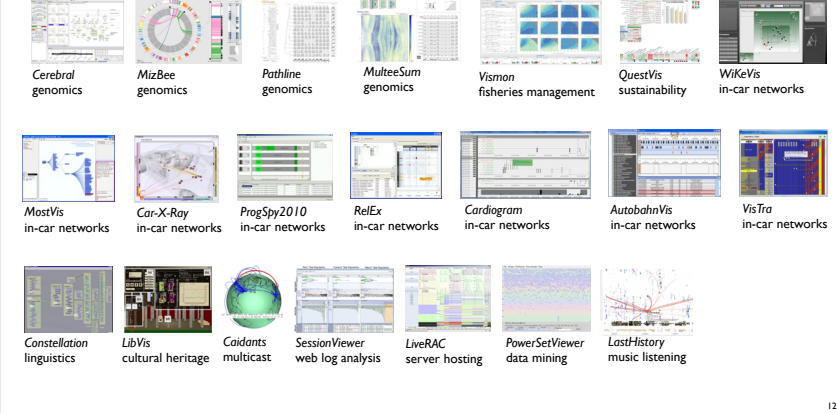 Cerebral
genomics
MizBee
genomics
Pathline
genomics
MulteeSum
genomics
Vismon
fisheries management
QuestVis
sustainability
WiKeVis
in-car networks
MostVis
in-car networks
Car-X-Ray
in-car networks
ProgSpy2010
in-car networks
RelEx
in-car networks
Cardiogram
in-car networks
AutobahnVis
in-car networks
VisTra
in-car networks
Constellation
linguistics
LibVis
cultural heritage
Caidants
multicast
SessionViewer
web log analysis
LiveRAC
server hosting
PowerSetViewer
data mining
LastHistory
music listening
12